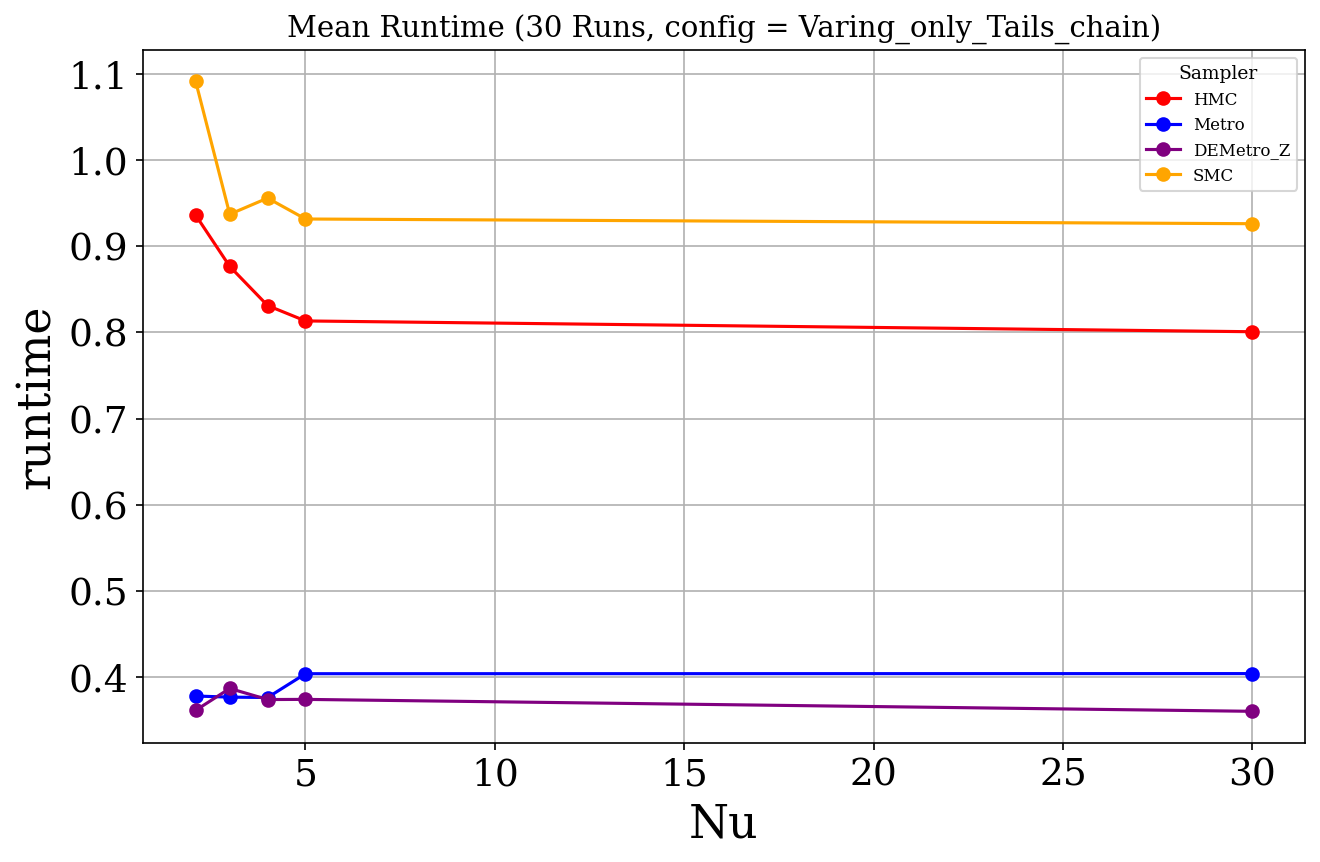 Mean Runtime (30 Runs, config = Varing_only_Tails_chain)
Sampler
HMC
Metro
DEMetro_Z
SMC
runtime
1.1
1.0
0.9
0.8
0.7
0.6
0.5
0.4
5 10 15 20 25 30
Nu